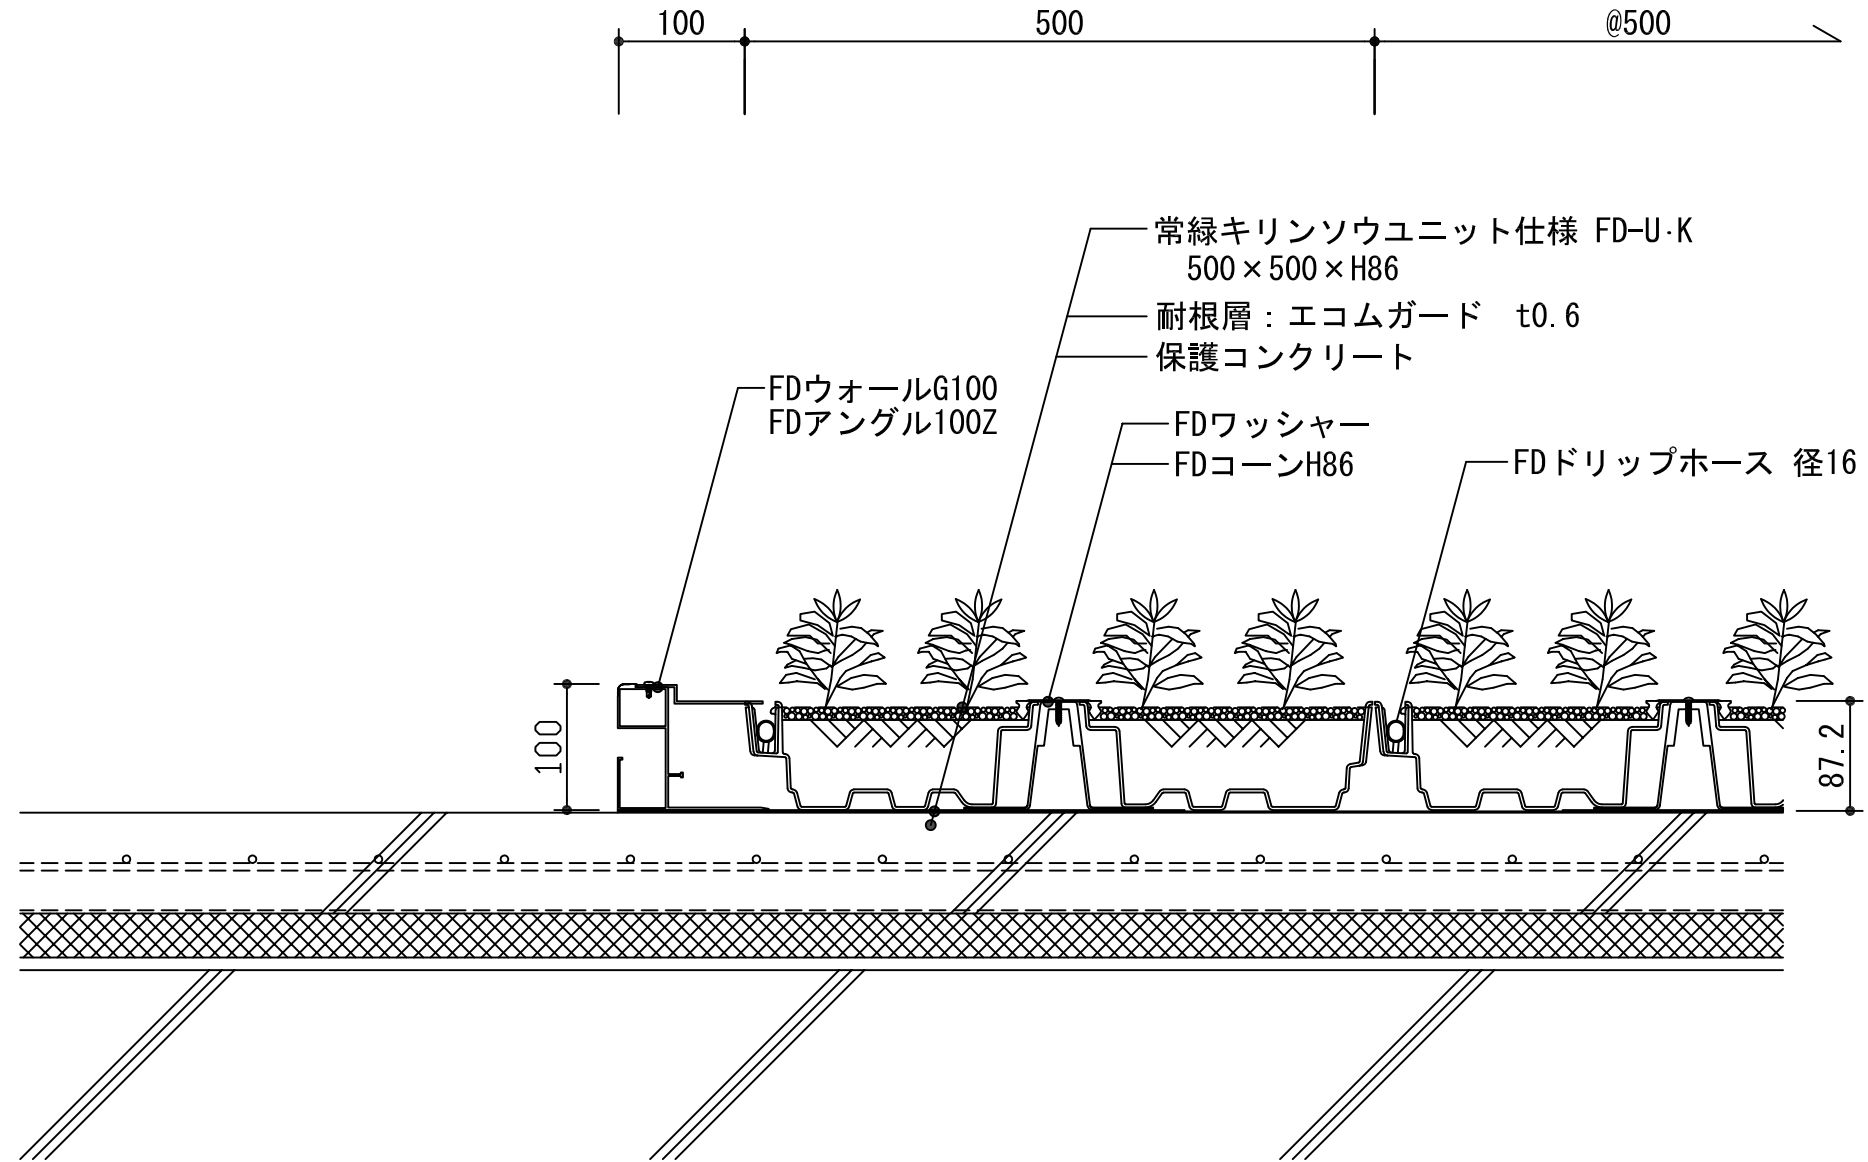 100
500
@500
常緑キリンソウユニット仕様 FD-U·K
500×500×H86
耐根層：エコムガード　t0.6
保護コンクリート
FDウォールG100
FDアングル100Z
FDワッシャー
FDコーンH86
FDドリップホース 径16
100
87.2